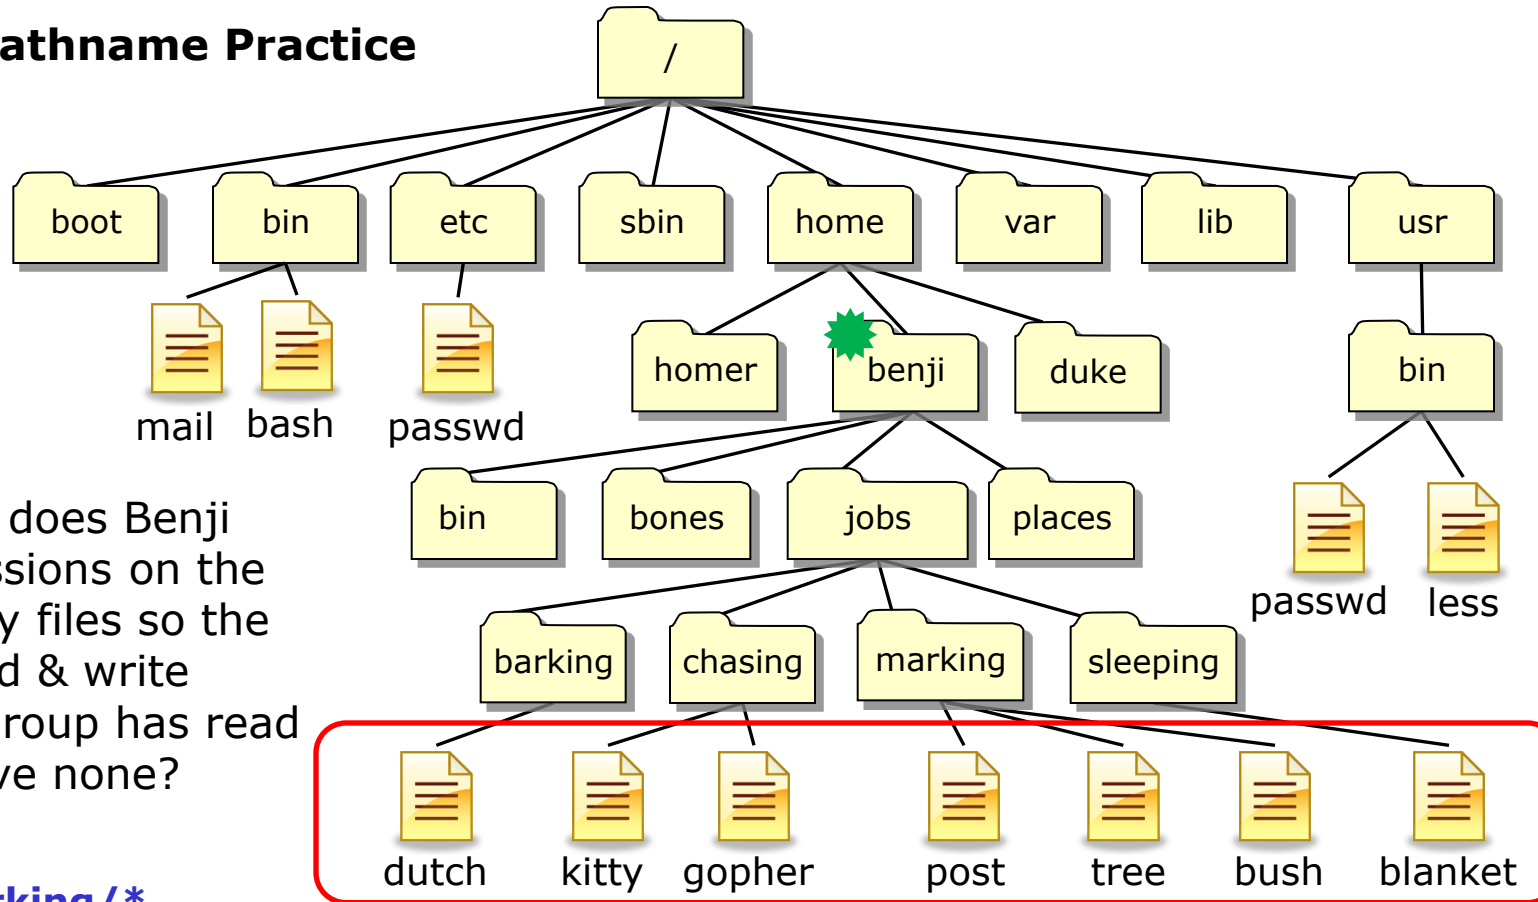 athname Practice
/
boot bin etc sbin home var lib usr
mail bash passwd
homer benji duke bin
bin bones jobs places
passwd less
does Benji
ssions on the
y files so the
d & write
roup has read
ve none?
barking chasing marking sleeping
dutch kitty gopher post tree bush blanket
rking/*